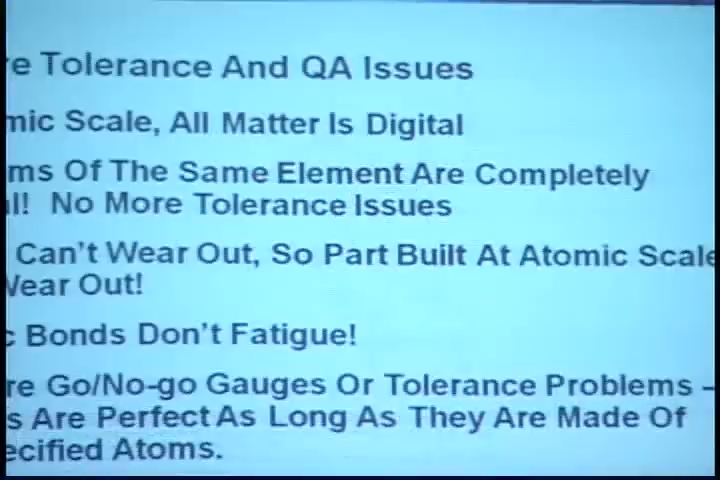 e Tolerance And QA Issues
mic Scale, All Matter Is Digital
ms Of The Same Element Are Completely
l! No More Tolerance Issues
Can't Wear Out, So Part Built At Atomic Scale
Wear Out!
c Bonds Don't Fatigue!
re Go/No-go Gauges Or Tolerance Problems –
s Are Perfect As Long As They Are Made Of
ecified Atoms.